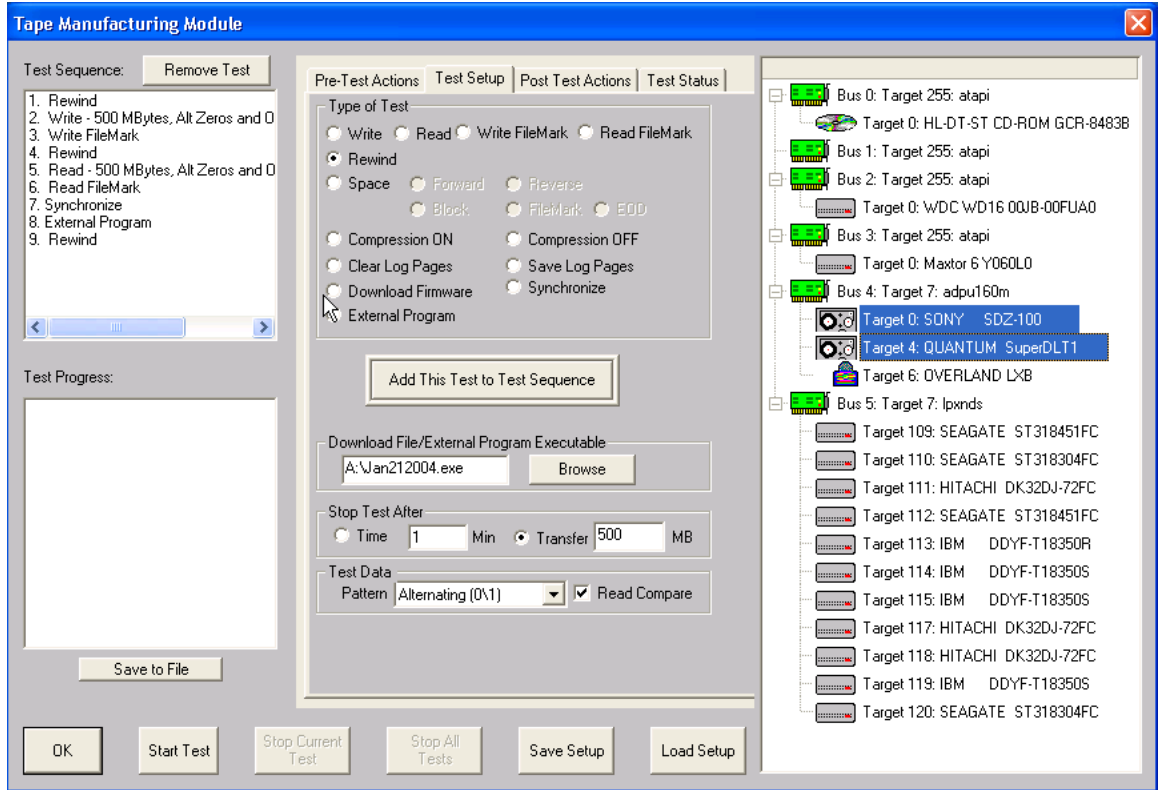 Tape Manufacturing Module
Test Sequence:
Remove Test
1. Rewind
2. Write - 500 MBytes, Alt Zeros and O
3. Write FileMark
4. Rewind
5. Read - 500 MBytes, Alt Zeros and O
6. Read FileMark
7. Synchronize
8. External Program
9. Rewind
Test Progress:
Save to File
Pre-Test Actions
Test Setup
Post Test Actions
Test Status
Type of Test
Write
Read
Write FileMark
Read FileMark
Rewind
Space
Forward
Reverse
Block
FileMark
EOD
Compression ON
Compression OFF
Clear Log Pages
Save Log Pages
Download Firmware
Synchronize
External Program
Add This Test to Test Sequence
Download File/External Program Executable
A:\Jan212004.exe
Browse
Stop Test After
Time
1
Min
Transfer
500
MB
Test Data
Pattern
Alternating (0\1)
Read Compare
Bus 0: Target 255: atapi
Target 0: HL-DT-ST CD-ROM GCR-8483B
Bus 1: Target 255: atapi
Bus 2: Target 255: atapi
Target 0: WDC WD16 00JB-00FUA0
Bus 3: Target 255: atapi
Target 0: Maxtor 6 Y060L0
Bus 4: Target 7: adpu160m
Target 0: SONY SDZ-100
Target 4: QUANTUM SuperDLT1
Target 6: OVERLAND LXB
Bus 5: Target 7: lpxnds
Target 109: SEAGATE ST318451FC
Target 110: SEAGATE ST318304FC
Target 111: HITACHI DK32DJ-72FC
Target 112: SEAGATE ST318451FC
Target 113: IBM DDYF-T18350R
Target 114: IBM DDYF-T18350S
Target 115: IBM DDYF-T18350S
Target 117: HITACHI DK32DJ-72FC
Target 118: HITACHI DK32DJ-72FC
Target 119: IBM DDYF-T18350S
Target 120: SEAGATE ST318304FC
OK
Start Test
Stop Current
Test
Stop All
Tests
Save Setup
Load Setup